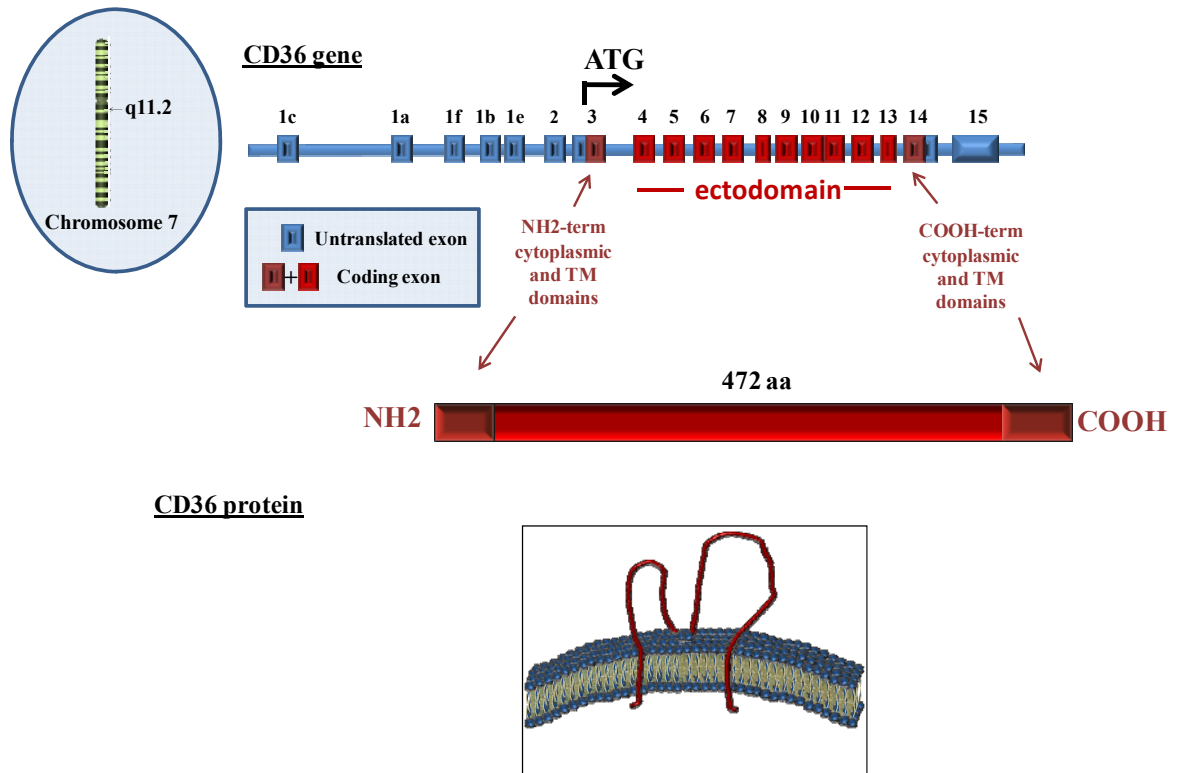 CD36 gene
ATG
q11.2
Chromosome 7
1c 1a 1f 1b 1e 2 3 4 5 6 7 8 9 10 11 12 13 14 15
ectodomain
Untranslated exon
+ Coding exon
NH2-term
cytoplasmic
and TM
domains
COOH-term
cytoplasmic
and TM
domains
472 aa
NH2
COOH
CD36 protein